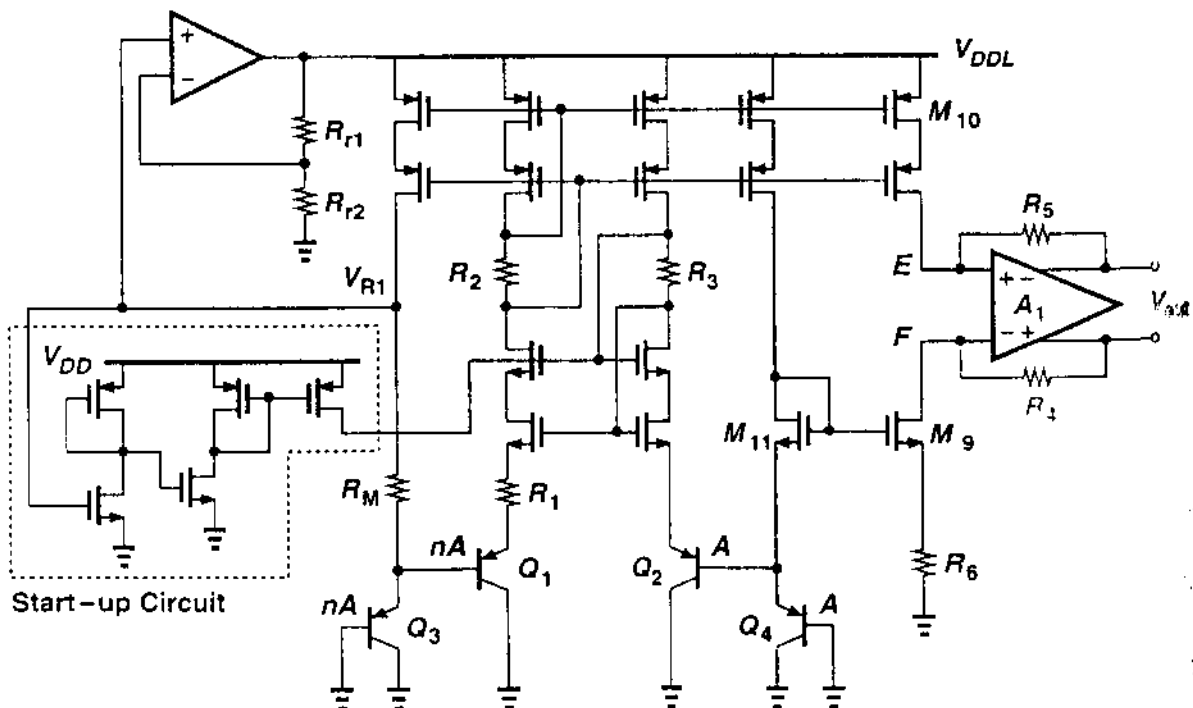 +
−
V_DDL
R_r1
M_10
R_r2
R_5
R_2
R_3
E
V_R1
+ −
A_1
V_out
F
− +
V_DD
R_4
M_11
M_9
R_M
R_1
nA
A
Q_1
Q_2
R_6
Start-up Circuit
nA
A
Q_3
Q_4